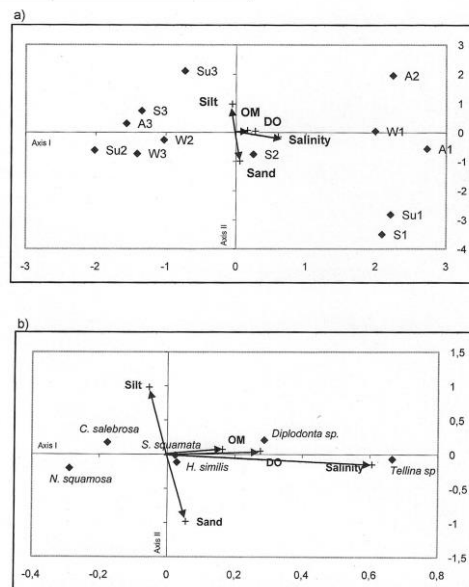 a)
3
Su3
A2
2
S3
Silt
OM
1
A3
DO
W1
Axis I
W2
Salinity
0
Su2
W3
S2
A1
Sand
-1
-2
Su1
Axis II
S1
-3
-4
-3 -2 -1 0 1 2 3
b)
1,5
Silt
1
C. salebrosa
S. squamata
OM
Diplodonta sp.
0,5
Axis I
0
N. squamosa
H. similis
DO
Salinity
Tellina sp
-0,5
Sand
-1
Axis II
-1,5
-0,4 -0,2 0 0,2 0,4 0,6 0,8